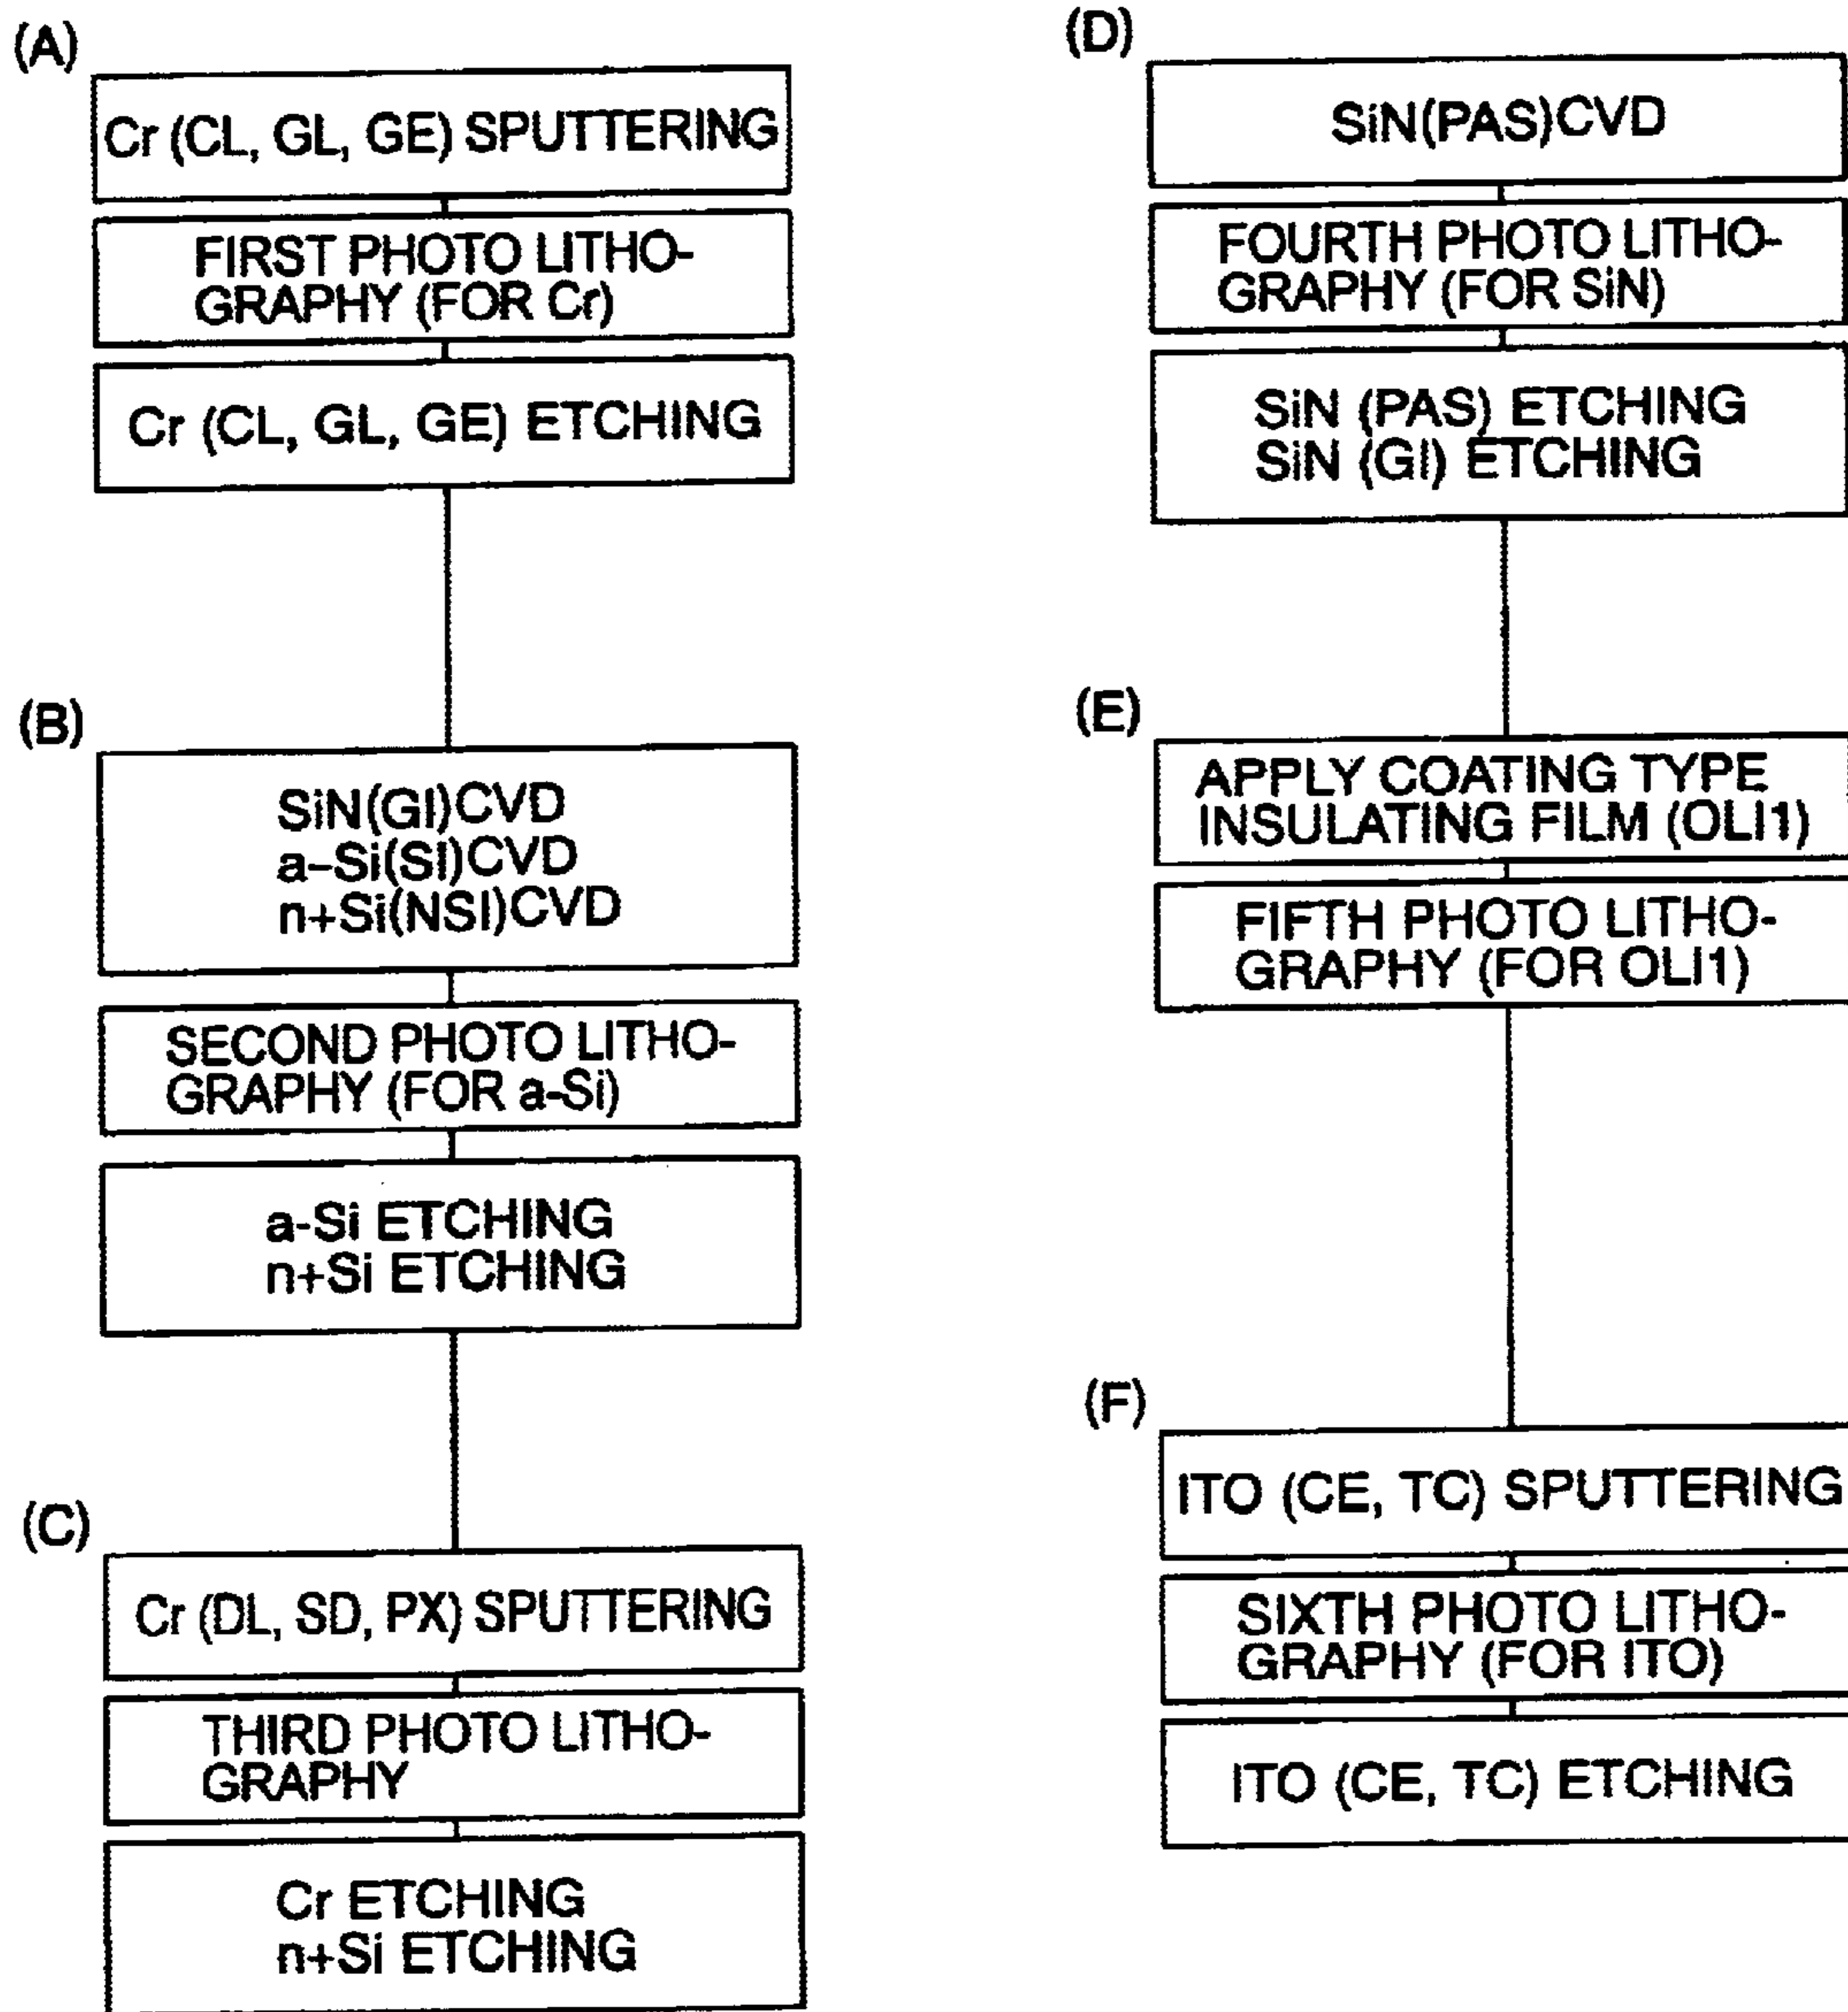 (A)
Cr (CL, GL, GE) SPUTTERING
FIRST PHOTO LITHO-
GRAPHY (FOR Cr)
Cr (CL, GL, GE) ETCHING
(B)
SiN(GI)CVD
a-Si(SI)CVD
n+Si(NSI)CVD
SECOND PHOTO LITHO-
GRAPHY (FOR a-Si)
a-Si ETCHING
n+Si ETCHING
(C)
Cr (DL, SD, PX) SPUTTERING
THIRD PHOTO LITHO-
GRAPHY
Cr ETCHING
n+Si ETCHING
(D)
SiN(PAS)CVD
FOURTH PHOTO LITHO-
GRAPHY (FOR SiN)
SiN (PAS) ETCHING
SiN (GI) ETCHING
(E)
APPLY COATING TYPE
INSULATING FILM (OLI1)
FIFTH PHOTO LITHO-
GRAPHY (FOR OLI1)
(F)
ITO (CE, TC) SPUTTERING
SIXTH PHOTO LITHO-
GRAPHY (FOR ITO)
ITO (CE, TC) ETCHING